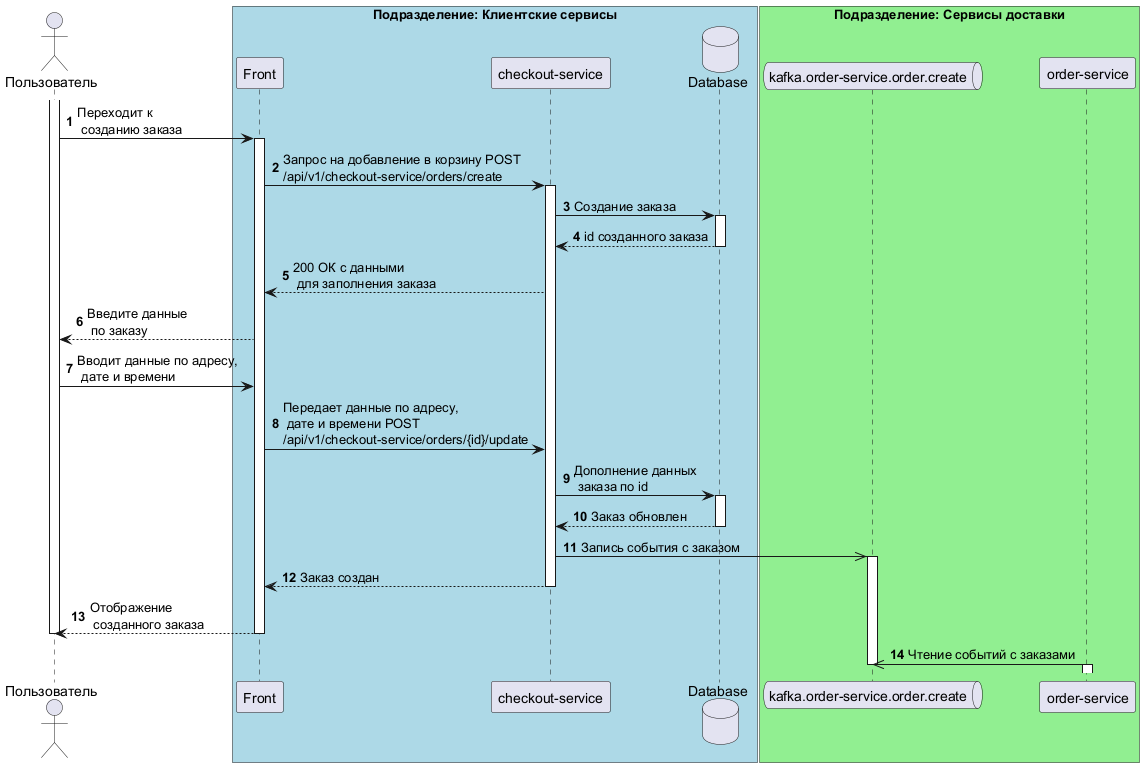 Подразделение: Клиентские сервисы
Подразделение: Сервисы доставки
Пользователь
Front
checkout-service
Database
kafka.order-service.order.create
order-service
1 Переходит к
созданию заказа
2 Запрос на добавление в корзину POST
/api/v1/checkout-service/orders/create
3 Создание заказа
4 id созданного заказа
5 200 ОК с данными
для заполнения заказа
6 Введите данные
по заказу
7 Вводит данные по адресу,
дате и времени
8 Передает данные по адресу,
дате и времени POST
/api/v1/checkout-service/orders/{id}/update
9 Дополнение данных
заказа по id
10 Заказ обновлен
11 Запись события с заказом
12 Заказ создан
13 Отображение
созданного заказа
14 Чтение событий с заказами
Пользователь
Front
checkout-service
Database
kafka.order-service.order.create
order-service